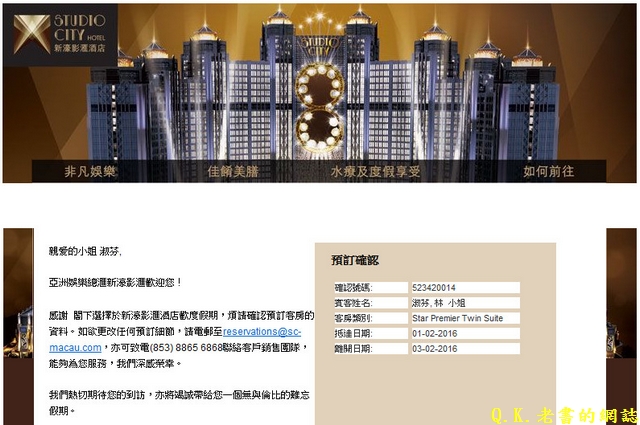 STUDIO
CITY HOTEL
新濠影滙酒店
STUDIO
CITY
非凡娛樂
佳餚美膳
水療及度假享受
如何前往
親愛的小姐 淑芬,
亞洲娛樂總滙新濠影滙歡迎您！
感謝 閣下選擇於新濠影滙酒店歡度假期，煩請確認預訂客房的
資料。如欲更改任何預訂細節，請電郵至reservations@sc-
macau.com，亦可致電(853) 8865 6868聯絡客戶銷售團隊，
能夠為您服務，我們深感榮幸。
我們熱切期待您的到訪，亦將竭誠帶給您一個無與倫比的難忘
假期。
預訂確認
確認號碼: 523420014
賓客姓名: 淑芬, 林 小姐
客房類別: Star Premier Twin Suite
抵達日期: 01-02-2016
離開日期: 03-02-2016
Q.K.老書的網誌